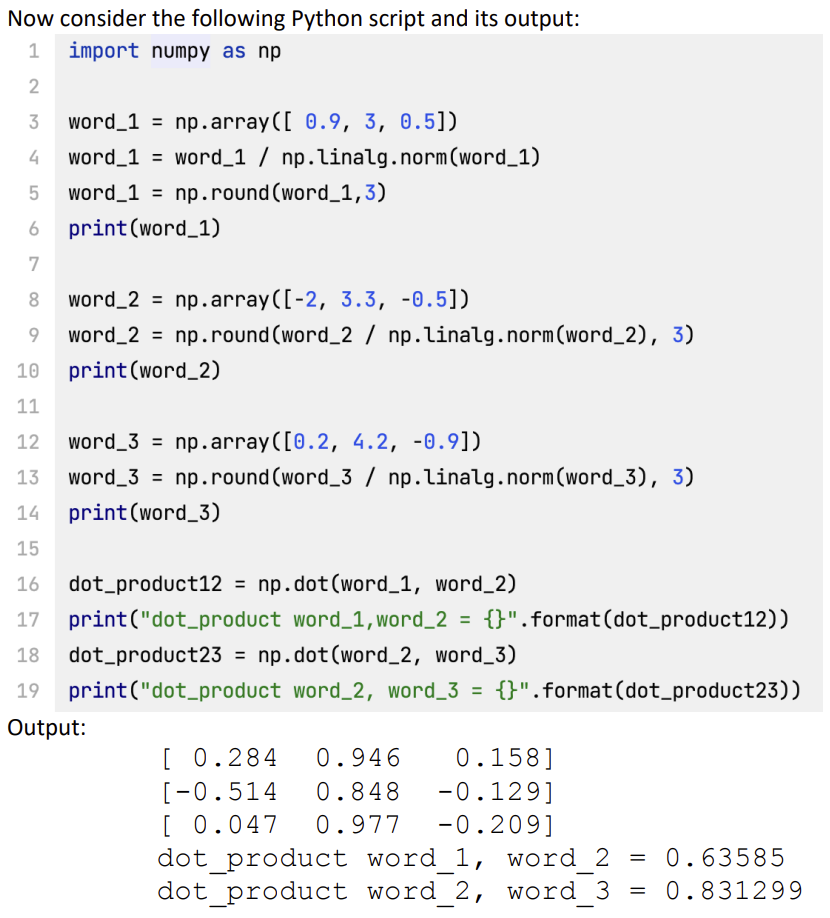 Now consider the following Python script and its output:
1 import numpy as np
2
3 word_1 = np.array([ 0.9, 3, 0.5])
4 word_1 = word_1 / np.linalg.norm(word_1)
5 word_1 = np.round(word_1,3)
6 print(word_1)
7
8 word_2 = np.array([-2, 3.3, -0.5])
9 word_2 = np.round(word_2 / np.linalg.norm(word_2), 3)
10 print(word_2)
11
12 word_3 = np.array([0.2, 4.2, -0.9])
13 word_3 = np.round(word_3 / np.linalg.norm(word_3), 3)
14 print(word_3)
15
16 dot_product12 = np.dot(word_1, word_2)
17 print("dot_product word_1,word_2 = {}".format(dot_product12))
18 dot_product23 = np.dot(word_2, word_3)
19 print("dot_product word_2, word_3 = {}".format(dot_product23))
Output:
[ 0.284 0.946 0.158]
[-0.514 0.848 -0.129]
[ 0.047 0.977 -0.209]
dot_product word_1, word_2 = 0.63585
dot_product word_2, word_3 = 0.831299